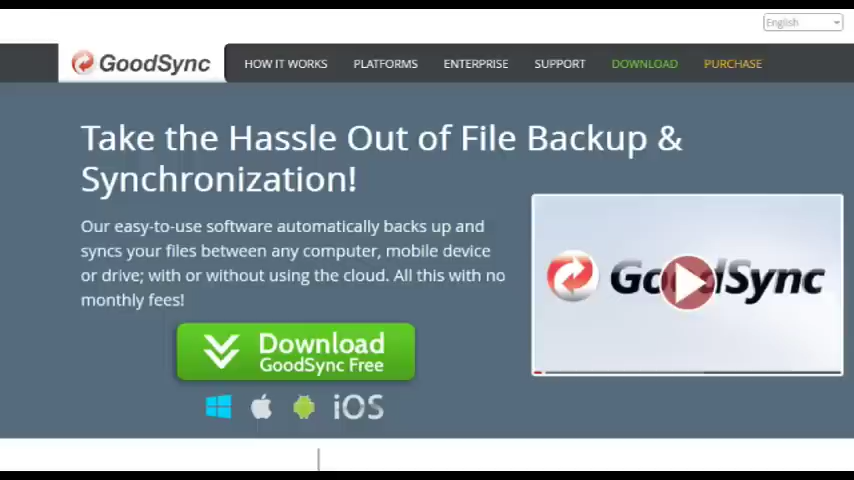 English
GoodSync HOW IT WORKS PLATFORMS ENTERPRISE SUPPORT DOWNLOAD PURCHASE
Take the Hassle Out of File Backup &
Synchronization!
Our easy-to-use software automatically backs up and
syncs your files between any computer, mobile device
or drive; with or without using the cloud. All this with no
monthly fees!
GoodSync
Download
GoodSync Free
iOS